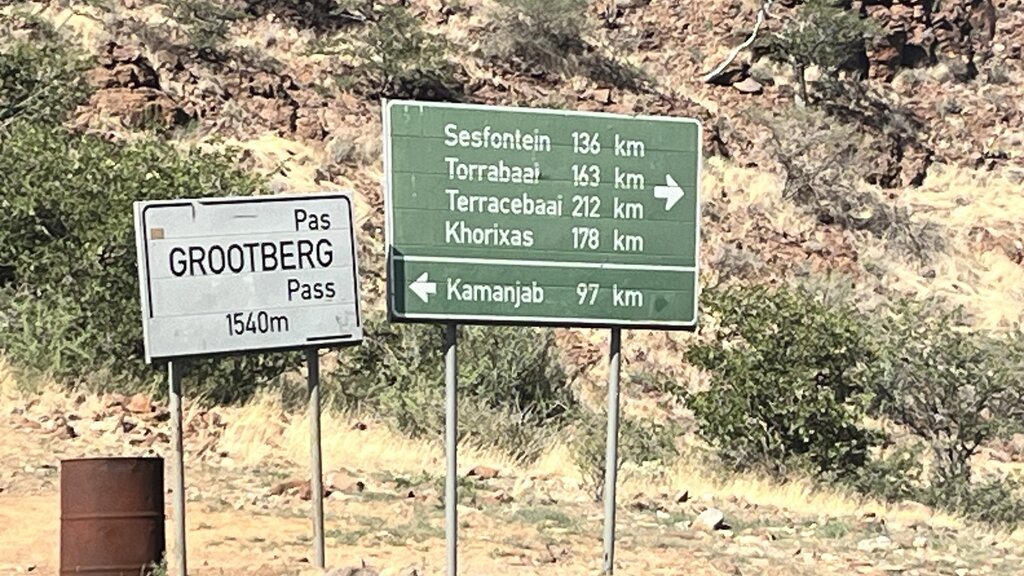 Pas
GROOTBERG
Pass
1540m
Sesfontein 136 km
Torrabaai 163 km
Terracebaai 212 km
Khorixas 178 km
Kamanjab 97 km